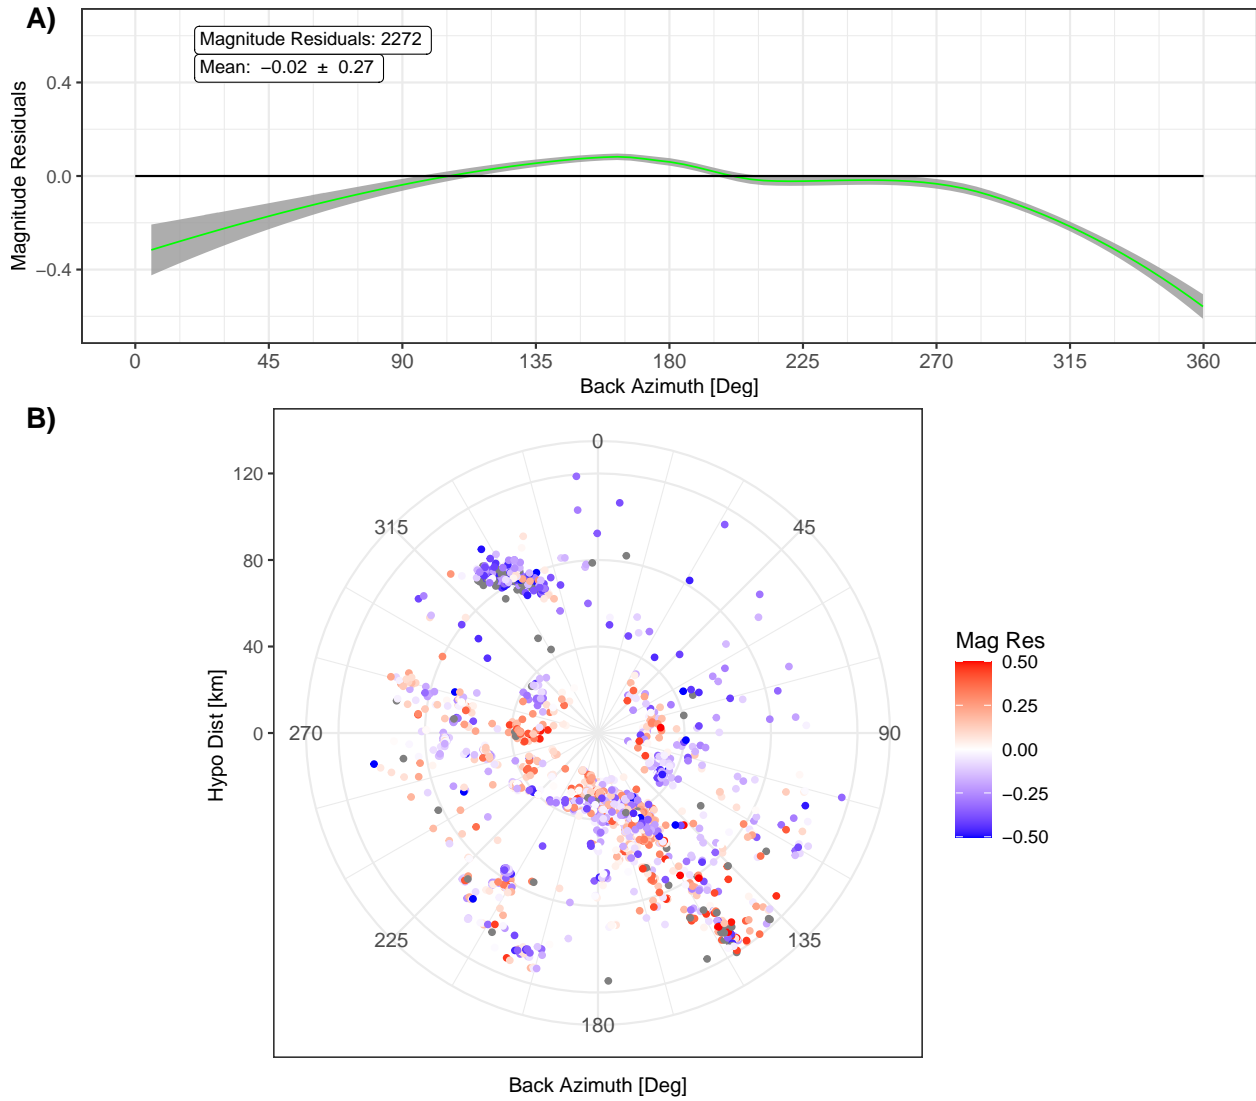 A)
Magnitude Residuals: 2272
Mean:  −0.02  ±  0.27
Magnitude Residuals
0.4
0.0
−0.4
0 45 90 135 180 225 270 315 360
Back Azimuth [Deg]
B)
Hypo Dist [km]
120
80
40
0
0
45
90
135
180
225
270
315
Back Azimuth [Deg]
Mag Res
0.50
0.25
0.00
−0.25
−0.50